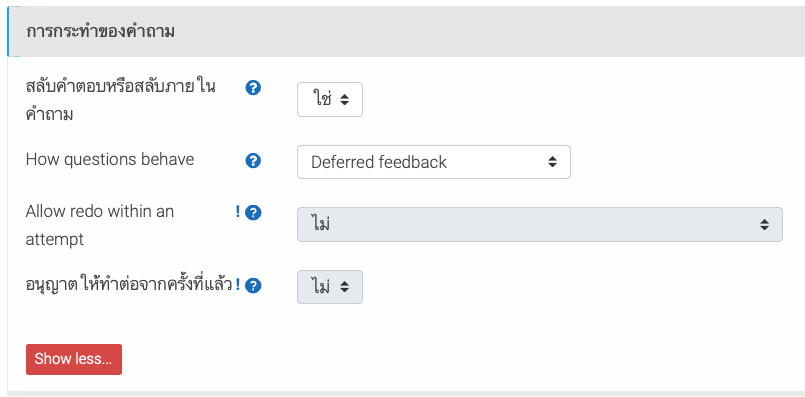 การกระทำของคำถาม
สลับคำตอบหรือสลับภายในคำถาม
ใช่
How questions behave
Deferred feedback
Allow redo within an attempt
!
ไม่
อนุญาตให้ทำต่อจากครั้งที่แล้ว
!
ไม่
Show less...